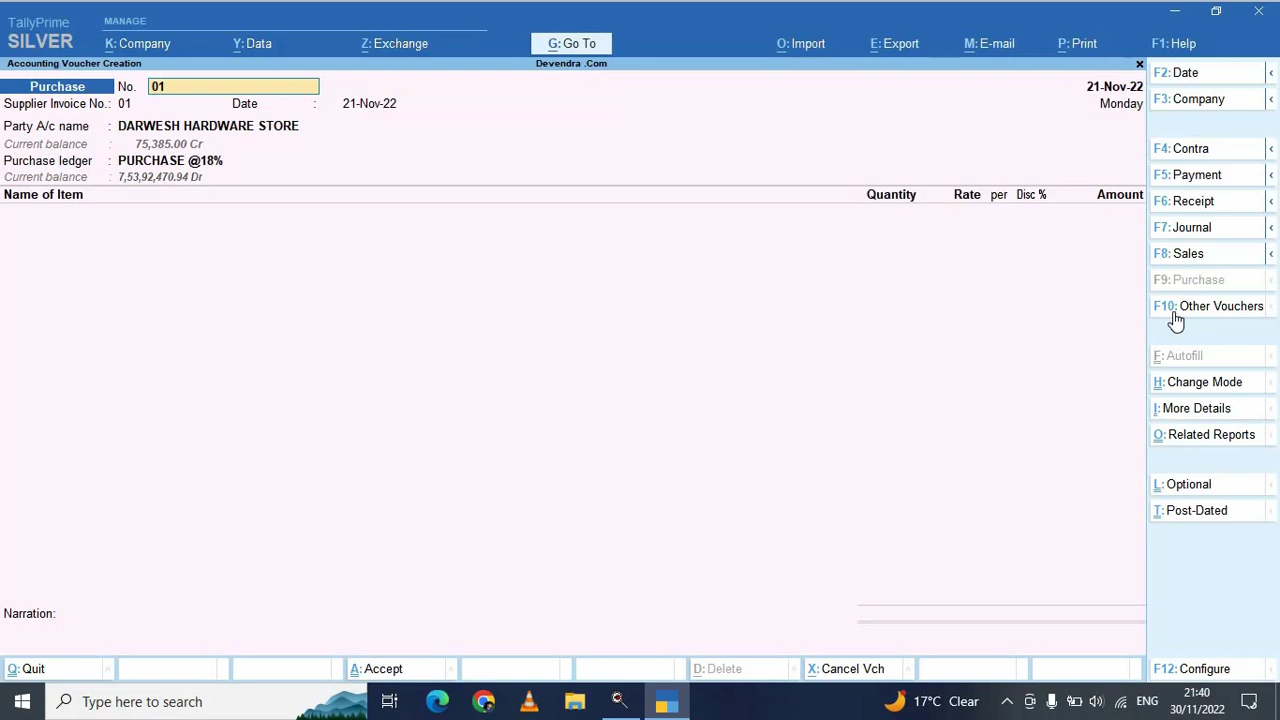 TallyPrime
SILVER
MANAGE
K: Company
Y: Data
Z: Exchange
G: Go To
O: Import
E: Export
M: E-mail
P: Print
F1: Help
Accounting Voucher Creation
Devendra .Com
Purchase No. 01
21-Nov-22
Supplier Invoice No.: 01 Date : 21-Nov-22
Monday
Party A/c name : DARWESH HARDWARE STORE
Current balance : 75,385.00 Cr
Purchase ledger : PURCHASE @18%
Current balance : 7,53,92,470.94 Dr
Name of Item Quantity Rate per Disc % Amount
Narration:
F2: Date
F3: Company
F4: Contra
F5: Payment
F6: Receipt
F7: Journal
F8: Sales
F9: Purchase
F10: Other Vouchers
F: Autofill
H: Change Mode
I: More Details
O: Related Reports
L: Optional
T: Post-Dated
Q: Quit
A: Accept
D: Delete
X: Cancel Vch
F12: Configure
Type here to search
17°C Clear
ENG
21:40
30/11/2022